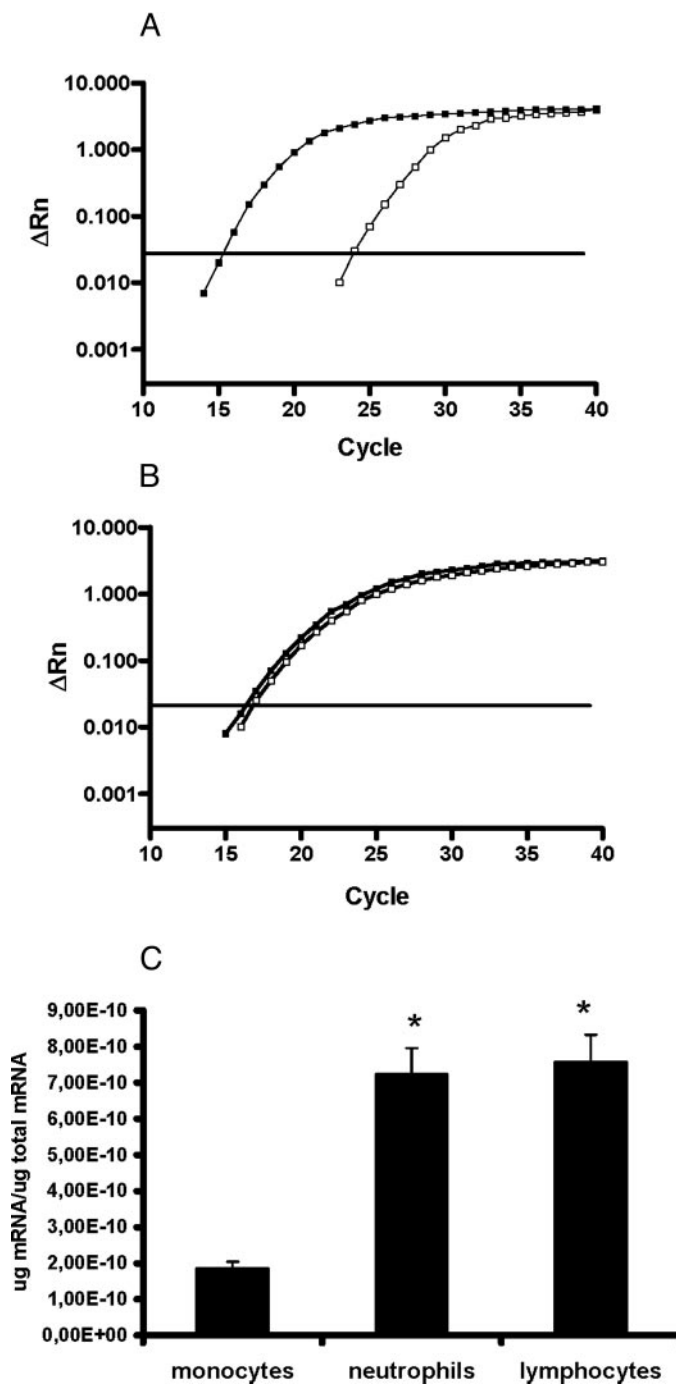 A
10.000
1.000
0.100
0.010
0.001
ΔRn
10 15 20 25 30 35 40
Cycle
B
10.000
1.000
0.100
0.010
0.001
ΔRn
10 15 20 25 30 35 40
Cycle
C
9,00E-10
8,00E-10
7,00E-10
6,00E-10
5,00E-10
4,00E-10
3,00E-10
2,00E-10
1,00E-10
0,00E+00
ug mRNA/ug total mRNA
* *
monocytes neutrophils lymphocytes